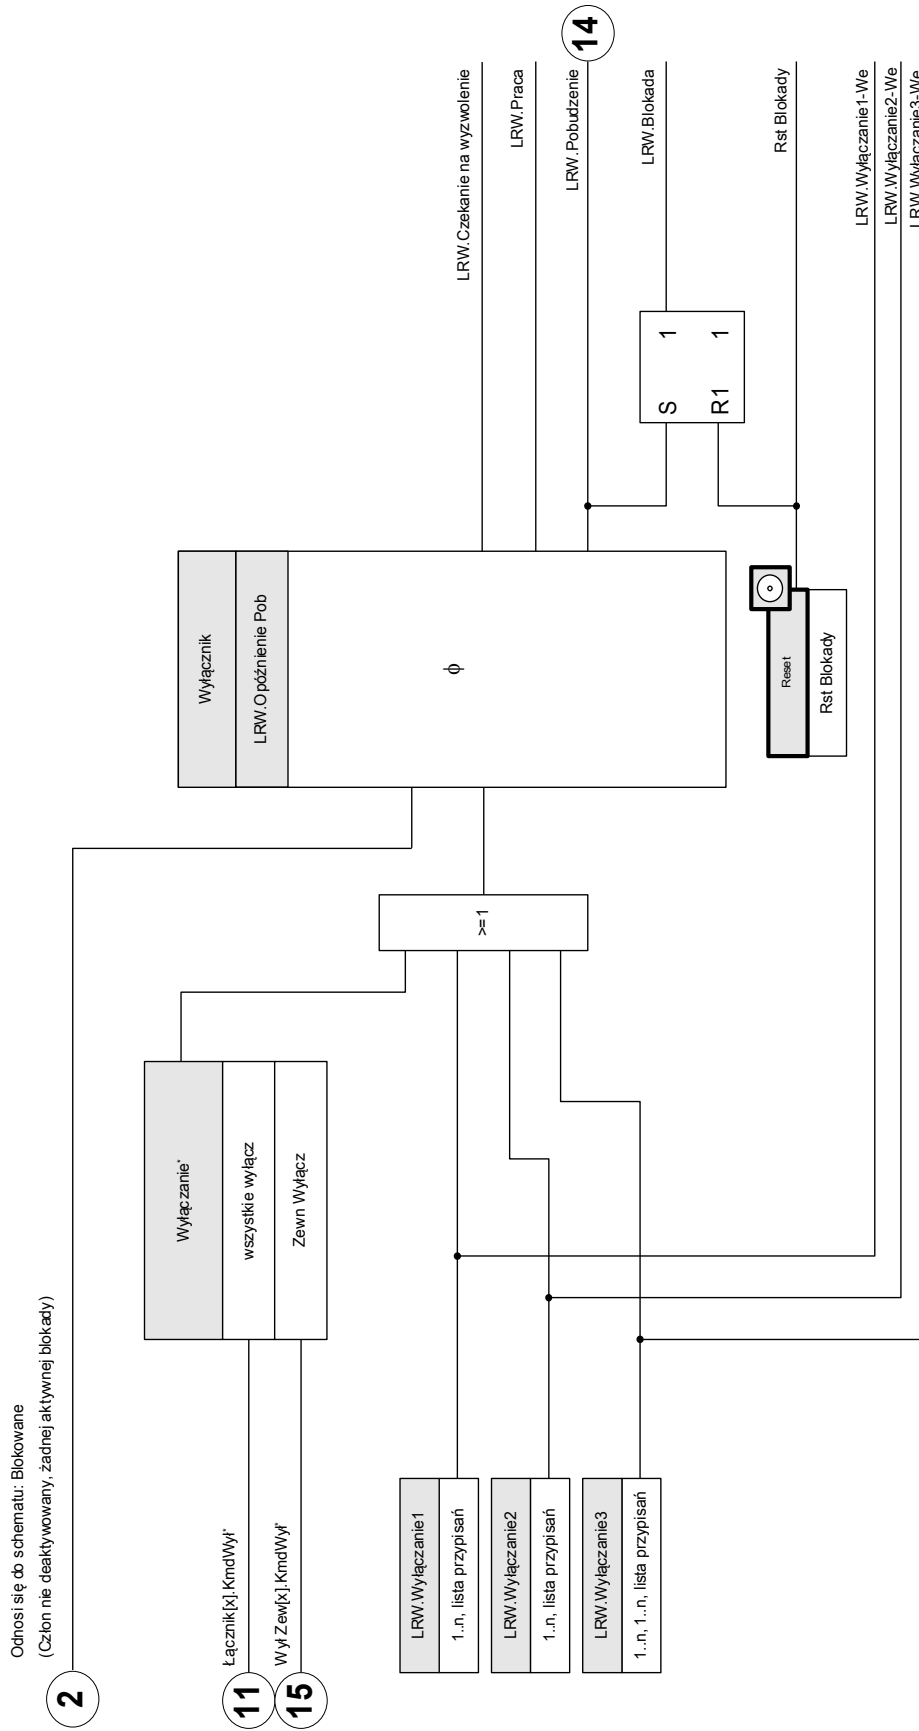 Odnosi się do schematu: Blokowane
(Człon nie deaktywowany, żadnej aktywnej blokady)
2
Łącznik[x].KmdWył*
11
Wył Zew[x].KmdWył*
15
Wyłączanie*
wszystkie wyłącz
Zewn Wyłącz
LRW.Wyłączanie1
1..n, lista przypisań
LRW.Wyłączanie2
1..n, lista przypisań
LRW.Wyłączanie3
1..n, 1..n, lista przypisań
>=1
Wyłącznik
LRW.Opóźnienie Pob
φ
Reset
Rst Blokady
S 1
R1 1
LRW.Czekanie na wyzwolenie
LRW.Praca
LRW.Pobudzenie
14
LRW.Blokada
Rst Blokady
LRW.Wyłączanie1-We
LRW.Wyłączanie2-We
LRW.Wyłączanie3-We